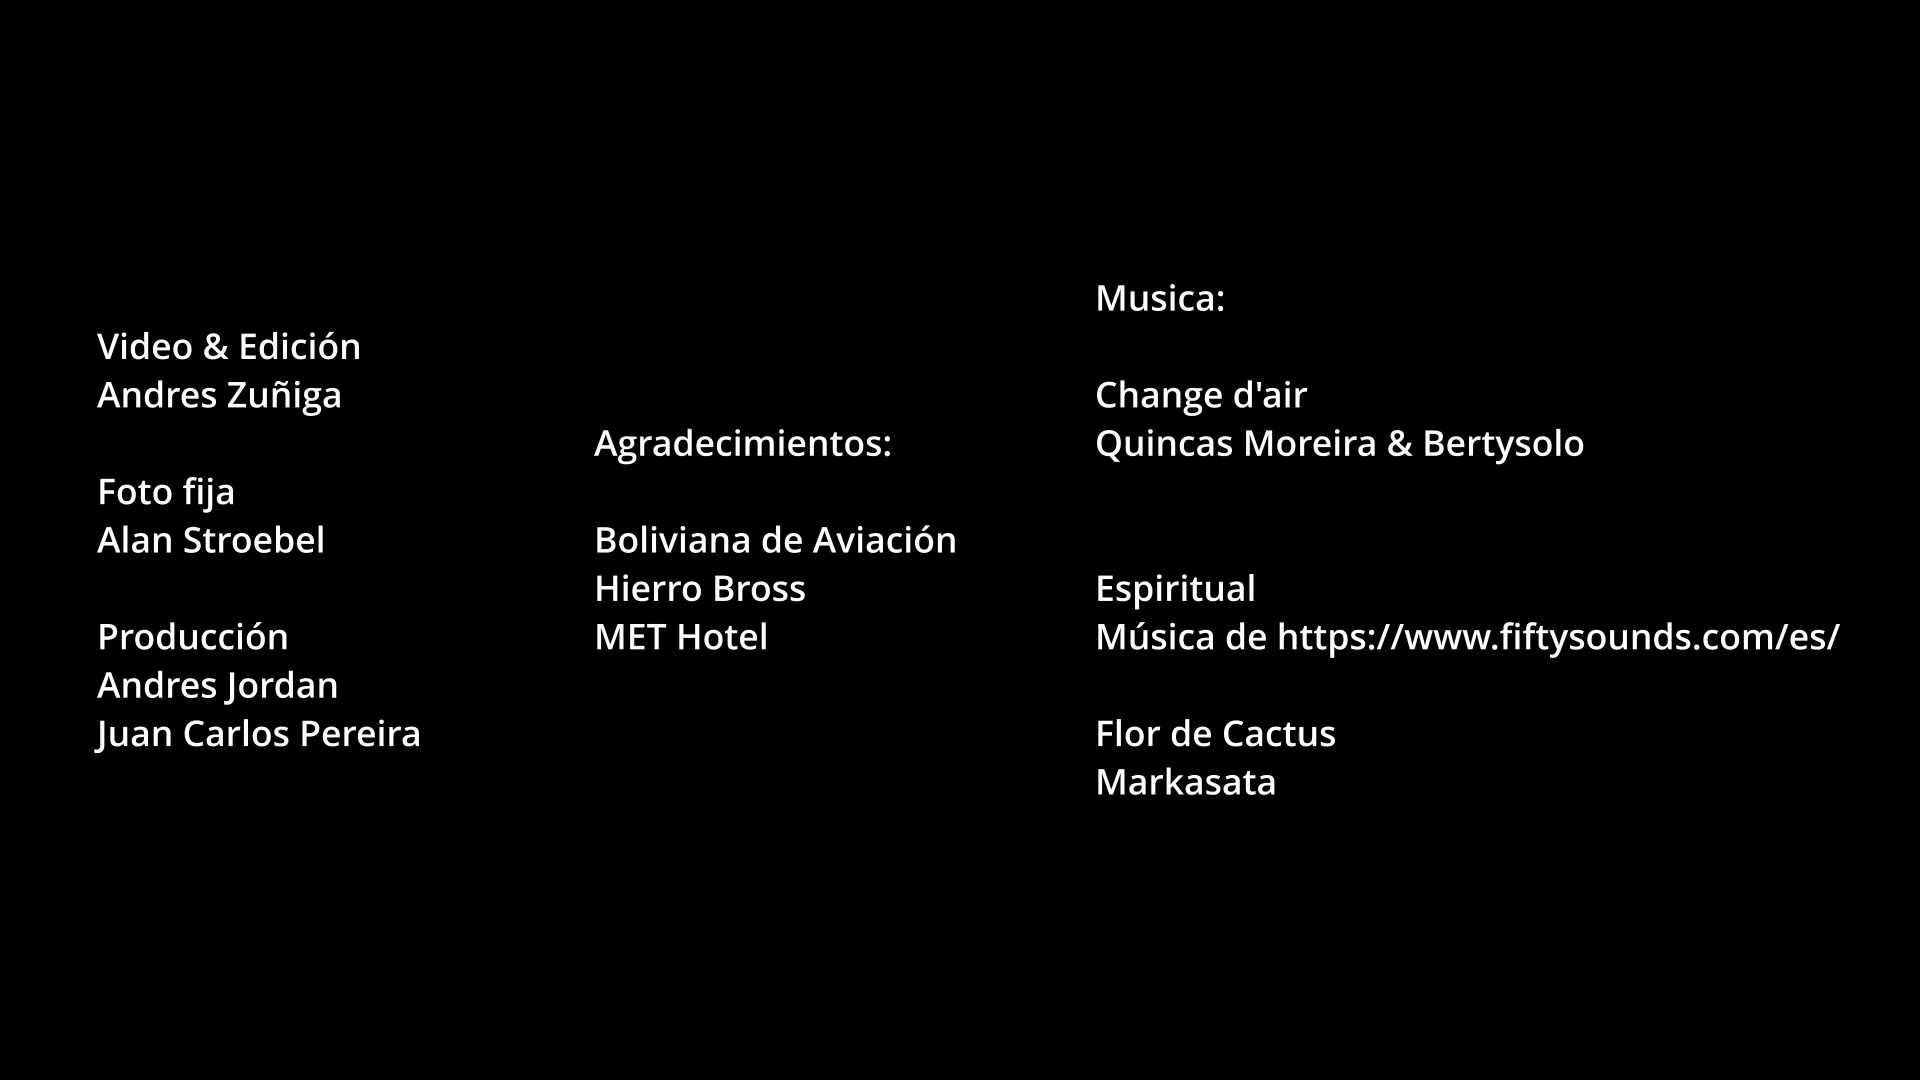 Video & Edición
Andres Zuñiga
Foto fija
Alan Stroebel
Producción
Andres Jordan
Juan Carlos Pereira
Agradecimientos:
Boliviana de Aviación
Hierro Bross
MET Hotel
Musica:
Change d'air
Quincas Moreira & Bertysolo
Espiritual
Música de https://www.fiftysounds.com/es/
Flor de Cactus
Markasata